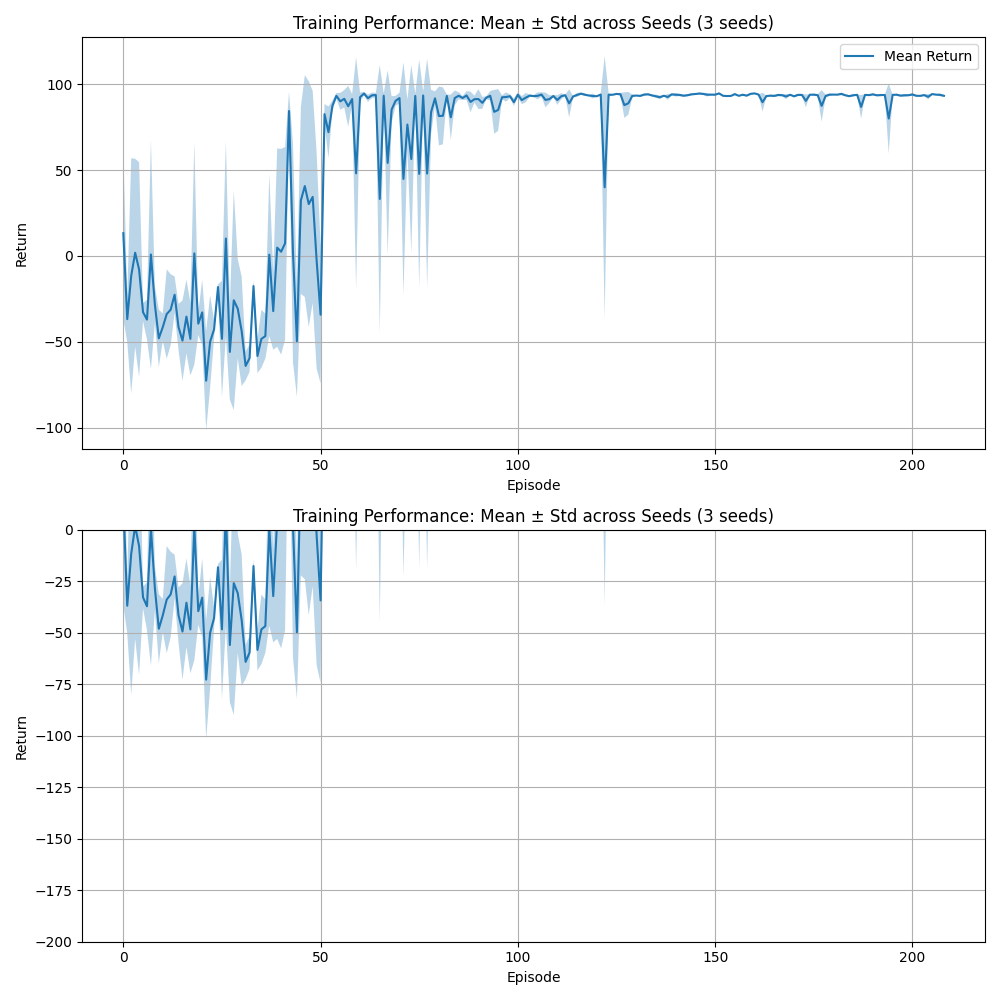 Training Performance: Mean ± Std across Seeds (3 seeds)
Mean Return
100
50
0
−50
−100
Return
0 50 100 150 200
Episode
Training Performance: Mean ± Std across Seeds (3 seeds)
0
−25
−50
−75
−100
−125
−150
−175
−200
Return
0 50 100 150 200
Episode